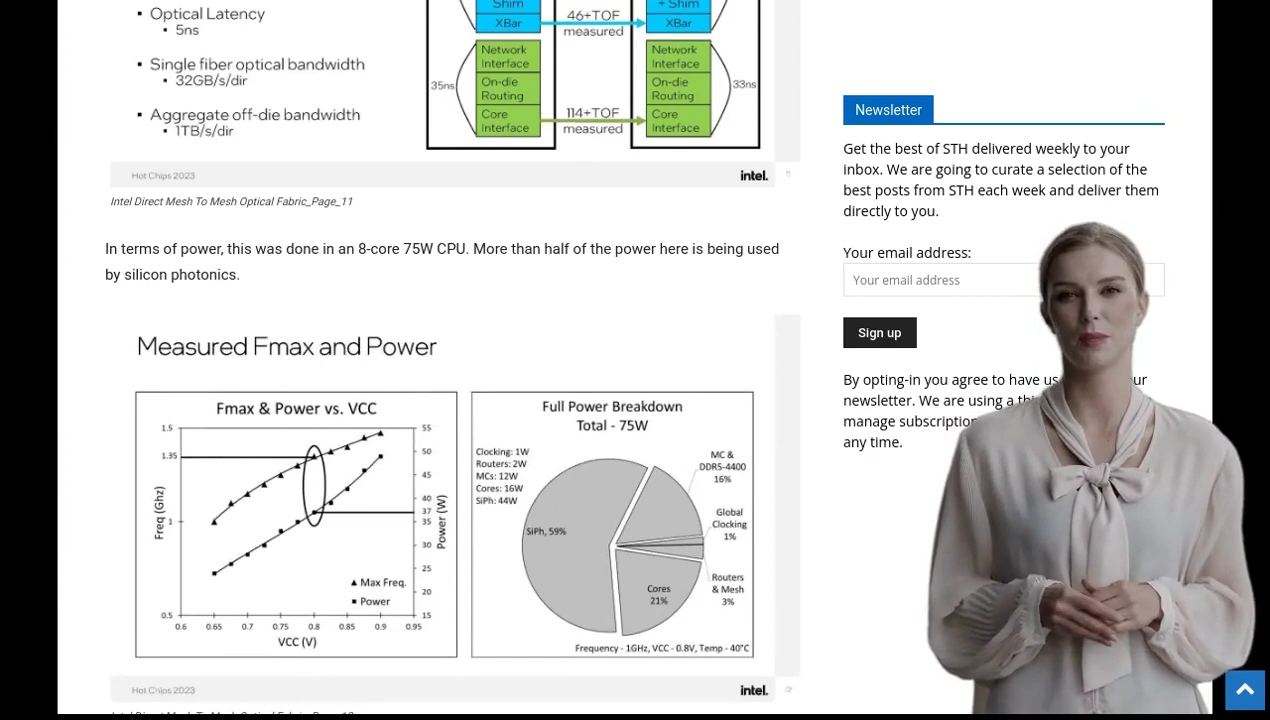 Optical Latency
5ns
Single fiber optical bandwidth
32GB/s/dir
Aggregate off-die bandwidth
1TB/s/dir
Shim
XBar
46+TOF
measured
+ Shim
XBar
35ns
Network
Interface
On-die
Routing
Core
Interface
114+TOF
measured
Network
Interface
On-die
Routing
Core
Interface
33ns
Hot Chips 2023
intel.
11
Intel Direct Mesh To Mesh Optical Fabric_Page_11
In terms of power, this was done in an 8-core 75W CPU. More than half of the power here is being used
by silicon photonics.
Measured Fmax and Power
Fmax & Power vs. VCC
1.5
1.35
1
0.5
Freq (Ghz)
55
50
45
40
37
35
30
25
20
15
Power (W)
Max Freq.
Power
0.6 0.65 0.7 0.75 0.8 0.85 0.9 0.95
VCC (V)
Full Power Breakdown
Total - 75W
Clocking: 1W
Routers: 2W
MCs: 12W
Cores: 16W
SiPh: 44W
SiPh, 59%
MC &
DDR5-4400
16%
Global
Clocking
1%
Routers
& Mesh
3%
Cores
21%
Frequency - 1GHz, VCC - 0.8V, Temp - 40°C
Hot Chips 2023
intel.
Newsletter
Get the best of STH delivered weekly to your
inbox. We are going to curate a selection of the
best posts from STH each week and deliver them
directly to you.
Your email address:
Your email address
Sign up
By opting-in you agree to have us
newsletter. We are using a
manage
any time.